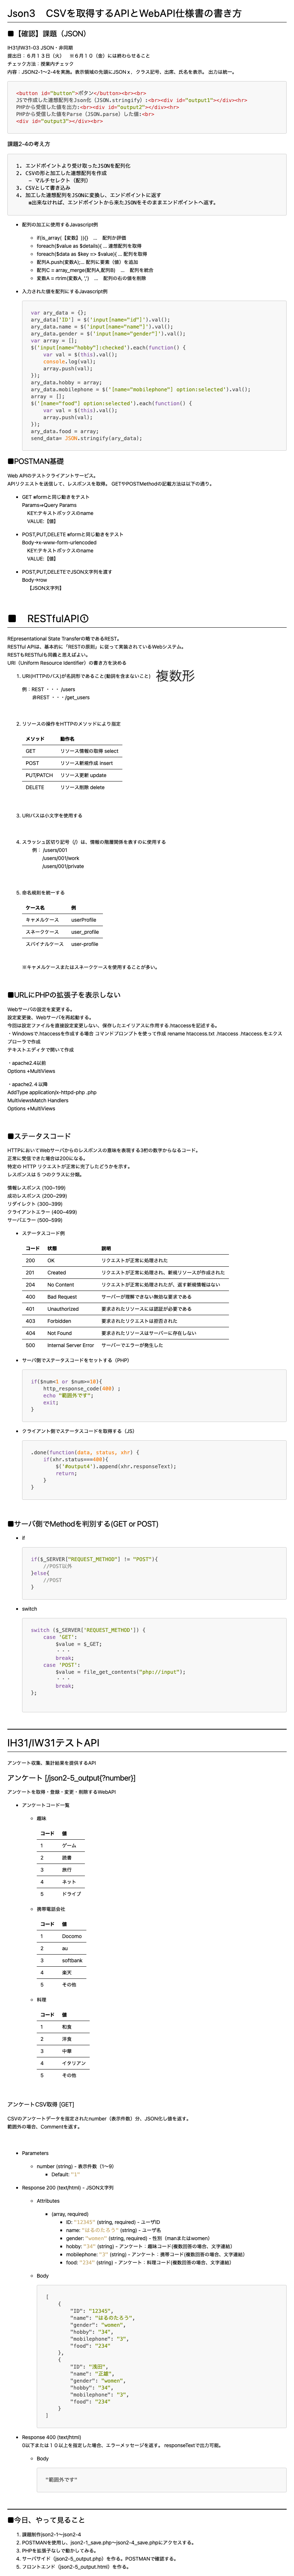 Json3　CSVを取得するAPIとWebAPI仕様書の書き方
■【確認】課題（JSON）
IH31/IW31-03 JSON・非同期
提出日：6月13日（火）　※6月10（金）には終わらせること
チェック方法：授業内チェック
内容：JSON2-1〜2-4を実施。表示領域の先頭にJSONｘ、クラス記号、出席、氏名を表示。 出力は統一。
<button id="button">ボタン</button><br><br>
JSで作成した連想配列をJson化（JSON.stringify）:<br><div id="output1"></div><hr>
PHPから受信した値を出力:<br><div id="output2"></div><hr>
PHPから受信した値をParse（JSON.parse）した値:<br>
<div id="output3"></div><br>
課題2-4の考え方
1. エンドポイントより受け取ったJSONを配列化
2. CSVの形と加工した連想配列を作成
　− マルチセレクト（配列）
3. CSVとして書き込み
4. 加工した連想配列をJSONに変換し、エンドポイントに返す
　※出来なければ、エンドポイントから来たJSONをそのままエンドポイントへ返す。
• 配列の加工に使用するJavascript例
○ if(is_array(【変数】)){}　…　配列か評価
○ foreach($value as $details){ … 連想配列を取得
○ foreach($data as $key => $value){ … 配列を取得
○ 配列A.push(変数A);… 配列に要素（値）を追加
○ 配列C = array_merge(配列A,配列B)　…　配列を統合
○ 変数A = rtrim(変数A, ',')　…　配列の右の値を削除
• 入力された値を配列にするJavascript例
var ary_data = {};
ary_data['ID'] = $('input[name="id"]').val();
ary_data.name = $('input[name="name"]').val();
ary_data.gender = $('input[name="gender"]').val();
var array = [];
$('input[name="hobby"]:checked').each(function() {
var val = $(this).val();
console.log(val);
array.push(val);
});
ary_data.hobby = array;
ary_data.mobilephone = $('[name="mobilephone"] option:selected').val();
array = [];
$('[name="food"] option:selected').each(function() {
var val = $(this).val();
array.push(val);
});
ary_data.food = array;
send_data= JSON.stringify(ary_data);
■POSTMAN基礎
Web APIのテストクライアントサービス。
APIリクエストを送信して、レスポンスを取得。 GETやPOSTMethodの記載方法は以下の通り。
• GET ※formと同じ動きをテスト
Params→Query Params
KEY:テキストボックスのname
VALUE:【値】
• POST,PUT,DELETE ※formと同じ動きをテスト
Body→x-www-form-urlencoded
KEY:テキストボックスのname
VALUE:【値】
• POST,PUT,DELETEでJSON文字列を渡す
Body→row
【JSON文字列】
■　RESTfulAPI①
REpresentational State Transferの略であるREST。
RESTful APIは、基本的に「RESTの原則」に従って実装されているWebシステム。
RESTもRESTfulも同義と言えばよい。
URI（Uniform Resource Identifier）の書き方を決める
1. URI(HTTPのパス)が名詞形であること(動詞を含まないこと)　複数形
例：REST ・・・ /users
非REST ・・・/get_users
2. リソースの操作をHTTPのメソッドにより指定
メソッド　動作名
GET　リソース情報の取得 select
POST　リソース新規作成 insert
PUT/PATCH　リソース更新 update
DELETE　リソース削除 delete
3. URIパスは小文字を使用する
4. スラッシュ区切り記号（/）は、情報の階層関係を表すのに使用する
例： /users/001
/users/001/work
/users/001/private
5. 命名規則を統一する
ケース名　例
キャメルケース　userProfile
スネークケース　user_profile
スパイナルケース　user-profile
※キャメルケースまたはスネークケースを使用することが多い。
■URLにPHPの拡張子を表示しない
Webサーバの設定を変更する。
設定変更後、Webサーバを再起動する。
今回は設定ファイルを直接設定変更しない、保存したエイリアスに作用する.htaccessを記述する。
・Windowsで.htaccessを作成する場合 コマンドプロンプトを使って作成 rename htaccess.txt .htaccess .htaccess.をエクス
プローラで作成
テキストエディタで開いて作成
・apache2.4以前
Options +MultiViews
・apache2.４以降
AddType application/x-httpd-php .php
MultiviewsMatch Handlers
Options +MultiViews
■ステータスコード
HTTPにおいてWebサーバからのレスポンスの意味を表現する3桁の数字からなるコード。
正常に受信できた場合は200になる。
特定の HTTP リクエストが正常に完了したどうかを示す。
レスポンスは 5 つのクラスに分類。
情報レスポンス (100–199)
成功レスポンス (200–299)
リダイレクト (300–399)
クライアントエラー (400–499)
サーバエラー (500–599)
• ステータスコード例
コード　状態　説明
200　OK　リクエストが正常に処理された
201　Created　リクエストが正常に処理され、新規リソースが作成された
204　No Content　リクエストが正常に処理されたが、返す新規情報はない
400　Bad Request　サーバーが理解できない無効な要求である
401　Unauthorized　要求されたリソースには認証が必要である
403　Forbidden　要求されたリクエストは拒否された
404　Not Found　要求されたリソースはサーバーに存在しない
500　Internal Server Error　サーバーでエラーが発生した
• サーバ側でステータスコードをセットする（PHP）
if($num<1 or $num>=10){
http_response_code(400) ;
echo "範囲外です";
exit;
}
• クライアント側でステータスコードを取得する（JS）
.done(function(data, status, xhr) {
if(xhr.status===400){
$('#output4').append(xhr.responseText);
return;
}
}
■サーバ側でMethodを判別する(GET or POST)
• if
if($_SERVER["REQUEST_METHOD"] != "POST"){
//POST以外
}else{
//POST
}
• switch
switch ($_SERVER['REQUEST_METHOD']) {
case 'GET':
$value = $_GET;
・・・
break;
case 'POST':
$value = file_get_contents("php://input");
・・・
break;
};
IH31/IW31テストAPI
アンケート収集、集計結果を提供するAPI
アンケート [/json2-5_output{?number}]
アンケートを取得・登録・変更・削除するWebAPI
• アンケートコード一覧
○ 趣味
コード　値
1　ゲーム
2　読書
3　旅行
4　ネット
5　ドライブ
○ 携帯電話会社
コード　値
1　Docomo
2　au
3　softbank
4　楽天
5　その他
○ 料理
コード　値
1　和食
2　洋食
3　中華
4　イタリアン
5　その他
アンケートCSV取得 [GET]
CSVのアンケートデータを指定されたnumber（表示件数）分、JSON化し値を返す。
範囲外の場合、Commentを返す。
• Parameters
○ number (string) - 表示件数（1〜9）
▪ Default: "1"
• Response 200 (text/html) - JSON文字列
○ Attributes
▪ (array, required)
▪ ID: "12345" (string, required) - ユーザID
▪ name: "はるのたろう" (string) - ユーザ名
▪ gender: "women" (string, required) - 性別（manまたはwomen）
▪ hobby: "34" (string) - アンケート：趣味コード(複数回答の場合、文字連結）
▪ mobilephone: "3" (string) - アンケート：携帯コード(複数回答の場合、文字連結）
▪ food: "234" (string) - アンケート：料理コード(複数回答の場合、文字連結）
○ Body
[
{
"ID": "12345",
"name": "はるのたろう",
"gender": "women",
"hobby": "34",
"mobilephone": "3",
"food": "234"
},
{
"ID": "浅田",
"name": "正蔵",
"gender": "women",
"hobby": "34",
"mobilephone": "3",
"food": "234"
}
]
• Response 400 (text/html)
0以下または１０以上を指定した場合、エラーメッセージを返す。 responseTextで出力可能。
○ Body
"範囲外です"
■今日、やって見ること
1. 課題制作json2-1〜json2-4
2. POSTMANを使用し、json2-1_save.php〜json2-4_save.phpにアクセスする。
3. PHPを拡張子なしで動かしてみる。
4. サーバサイド（json2-5_output.php）を作る。POSTMANで確認する。
5. フロントエンド（json2-5_output.html）を作る。